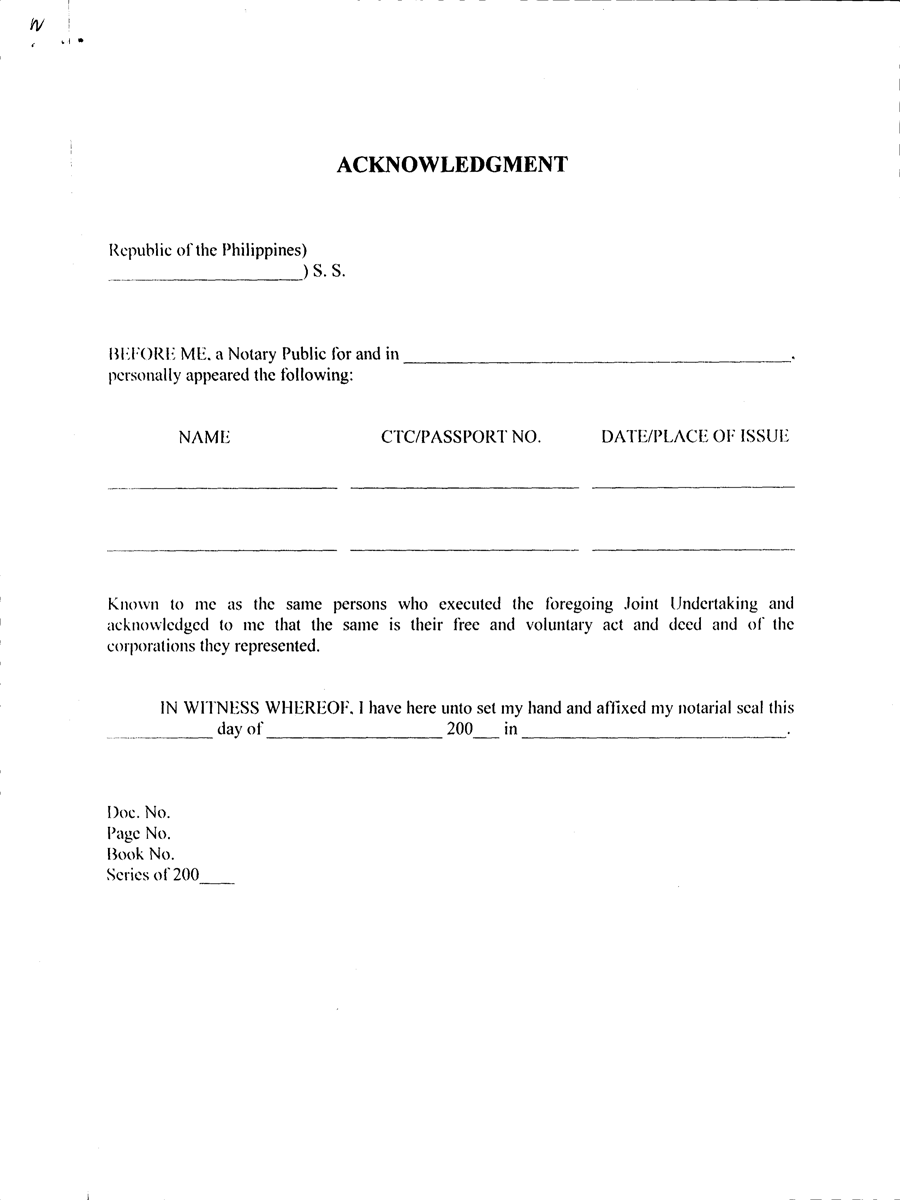 ACKNOWLEDGMENT
Republic of the Philippines)
____________________) S. S.
BEFORE ME, a Notary Public for and in ________________________________________,
personally appeared the following:
NAME CTC/PASSPORT NO. DATE/PLACE OF ISSUE
Known to me as the same persons who executed the foregoing Joint Undertaking and
acknowledged to me that the same is their free and voluntary act and deed and of the
corporations they represented.
IN WITNESS WHEREOF, I have here unto set my hand and affixed my notarial seal this
___________ day of __________________ 200___ in ___________________________.
Doc. No.
Page No.
Book No.
Series of 200____